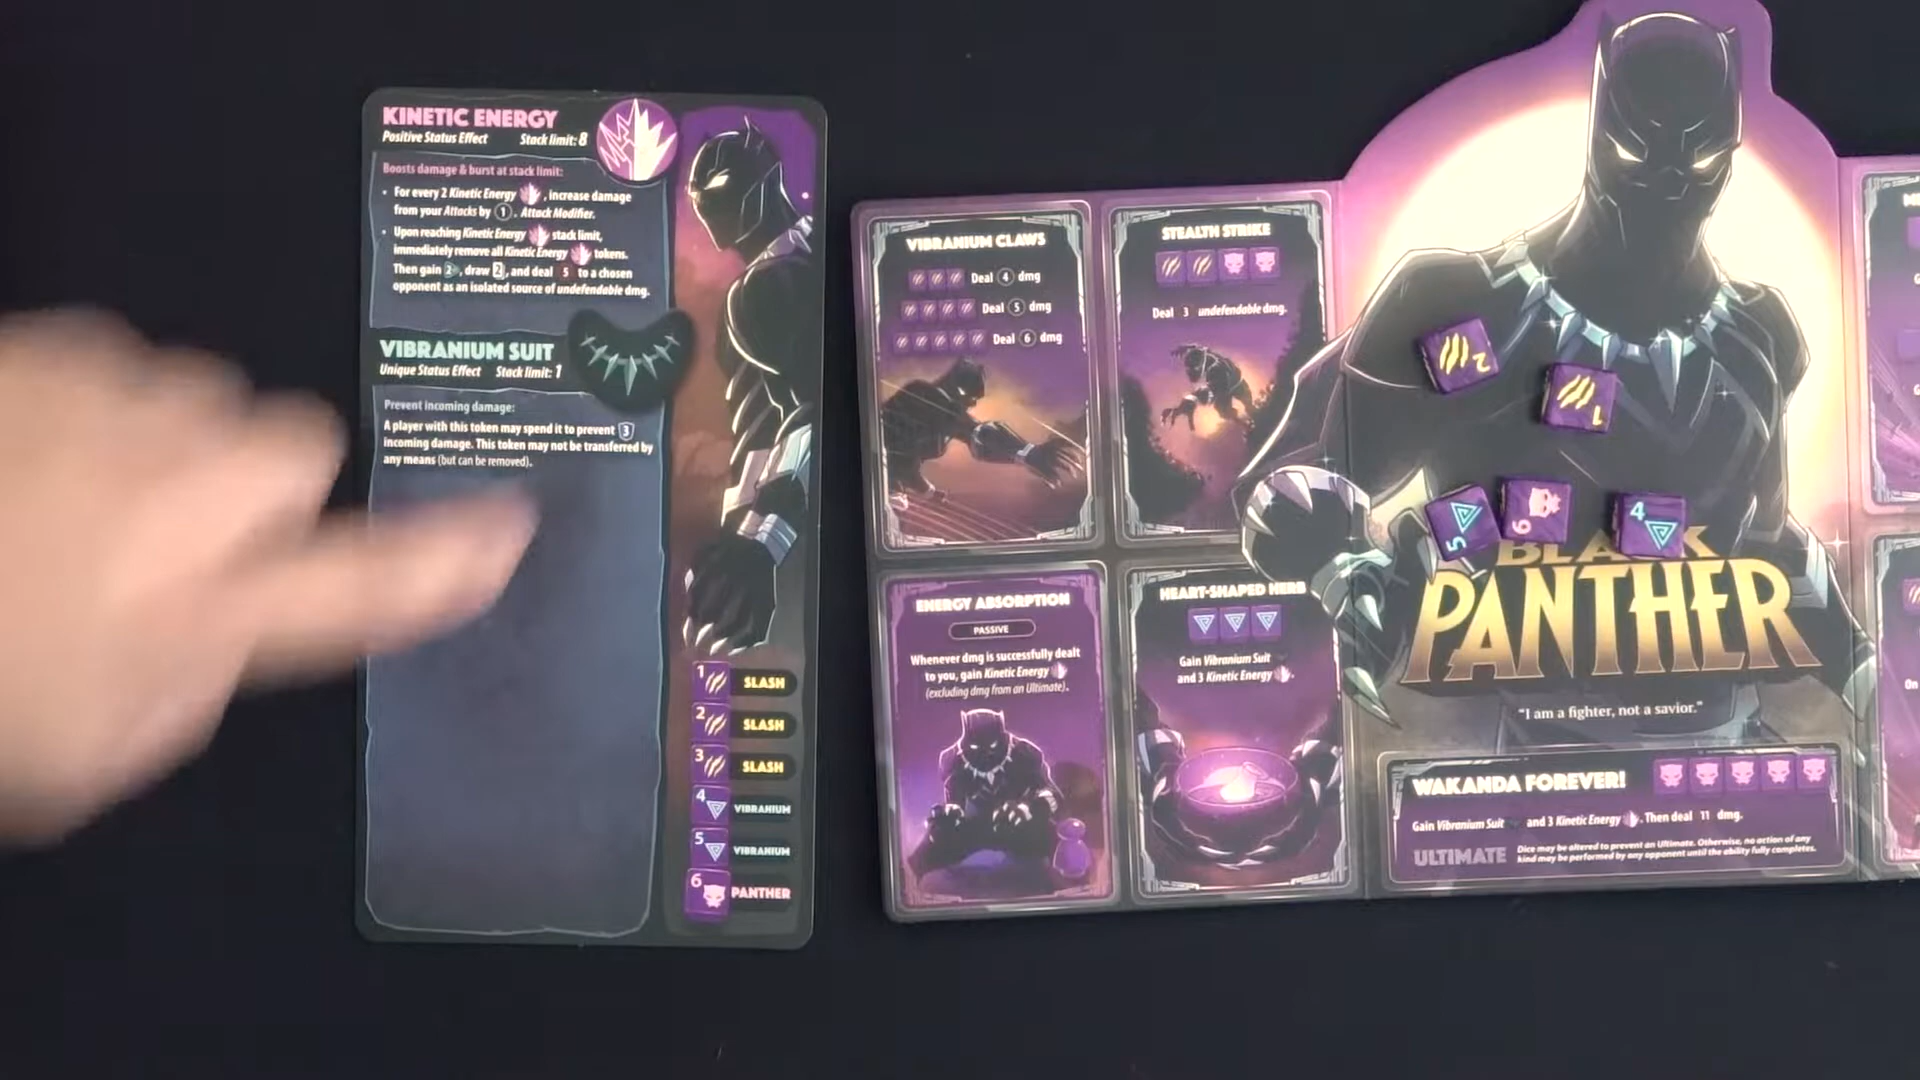 KINETIC ENERGY
Positive Status Effect Stack limit: 8
Boosts damage & burst at stack limit:
• For every 2 Kinetic Energy , increase damage
from your Attacks by 1 . Attack Modifier.
• Upon reaching Kinetic Energy stack limit,
immediately remove all Kinetic Energy tokens.
Then gain 2 , draw 2 , and deal 5 to a chosen
opponent as an isolated source of undefendable dmg.
VIBRANIUM SUIT
Unique Status Effect Stack limit: 1
Prevent incoming damage:
A player with this token may spend it to prevent 3
incoming damage. This token may not be transferred by
any means (but can be removed).
1 SLASH
2 SLASH
3 SLASH
4 VIBRANIUM
5 VIBRANIUM
6 PANTHER
VIBRANIUM CLAWS
Deal 4 dmg
Deal 5 dmg
Deal 6 dmg
STEALTH STRIKE
Deal 3 undefendable dmg.
ENERGY ABSORPTION
PASSIVE
Whenever dmg is successfully dealt
to you, gain Kinetic Energy
(excluding dmg from an Ultimate).
HEART-SHAPED HERB
Gain Vibranium Suit
and 3 Kinetic Energy .
2
1
5
6
4
BLACK
PANTHER
"I am a fighter, not a savior."
WAKANDA FOREVER!
Gain Vibranium Suit and 3 Kinetic Energy . Then deal 11 dmg.
ULTIMATE
Dice may be altered to prevent an Ultimate. Otherwise, no action of any
kind may be performed by any opponent until the ability fully completes.
On